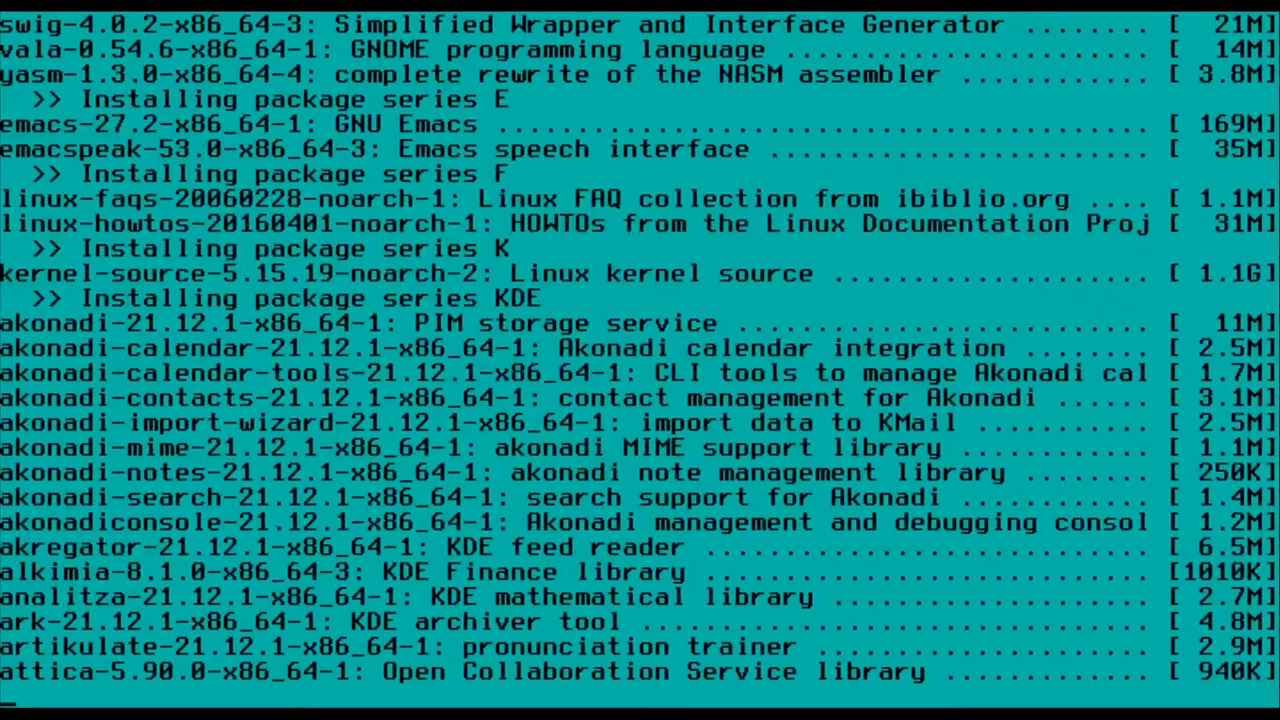 swig-4.0.2-x86_64-3: Simplified Wrapper and Interface Generator ........ [  21M]
vala-0.54.6-x86_64-1: GNOME programming language ....................... [  14M]
yasm-1.3.0-x86_64-4: complete rewrite of the NASM assembler ............ [ 3.8M]
  >> Installing package series E
emacs-27.2-x86_64-1: GNU Emacs ......................................... [ 169M]
emacspeak-53.0-x86_64-3: Emacs speech interface ........................ [  35M]
  >> Installing package series F
linux-faqs-20060228-noarch-1: Linux FAQ collection from ibiblio.org .... [ 1.1M]
linux-howtos-20160401-noarch-1: HOWTOs from the Linux Documentation Proj [  31M]
  >> Installing package series K
kernel-source-5.15.19-noarch-2: Linux kernel source .................... [ 1.1G]
  >> Installing package series KDE
akonadi-21.12.1-x86_64-1: PIM storage service .......................... [  11M]
akonadi-calendar-21.12.1-x86_64-1: Akonadi calendar integration ........ [ 2.5M]
akonadi-calendar-tools-21.12.1-x86_64-1: CLI tools to manage Akonadi cal [ 1.7M]
akonadi-contacts-21.12.1-x86_64-1: contact management for Akonadi ...... [ 3.1M]
akonadi-import-wizard-21.12.1-x86_64-1: import data to KMail ........... [ 2.5M]
akonadi-mime-21.12.1-x86_64-1: akonadi MIME support library ............ [ 1.1M]
akonadi-notes-21.12.1-x86_64-1: akonadi note management library ........ [ 250K]
akonadi-search-21.12.1-x86_64-1: search support for Akonadi ............ [ 1.4M]
akonadiconsole-21.12.1-x86_64-1: Akonadi management and debugging consol [ 1.2M]
akregator-21.12.1-x86_64-1: KDE feed reader ............................ [ 6.5M]
alkimia-8.1.0-x86_64-3: KDE Finance library ............................ [1010K]
analitza-21.12.1-x86_64-1: KDE mathematical library .................... [ 2.7M]
ark-21.12.1-x86_64-1: KDE archiver tool ................................ [ 4.8M]
artikulate-21.12.1-x86_64-1: pronunciation trainer ..................... [ 2.9M]
attica-5.90.0-x86_64-1: Open Collaboration Service library ............. [ 940K]